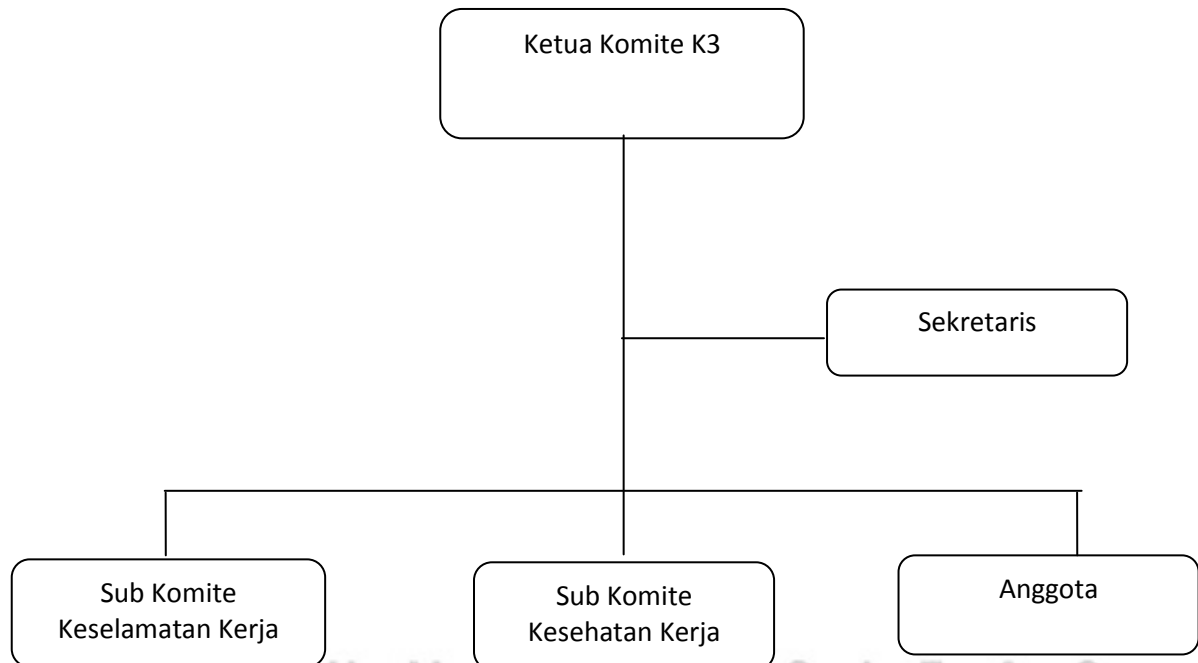 Ketua Komite K3
Sekretaris
Sub Komite
Keselamatan Kerja
Sub Komite
Kesehatan Kerja
Anggota